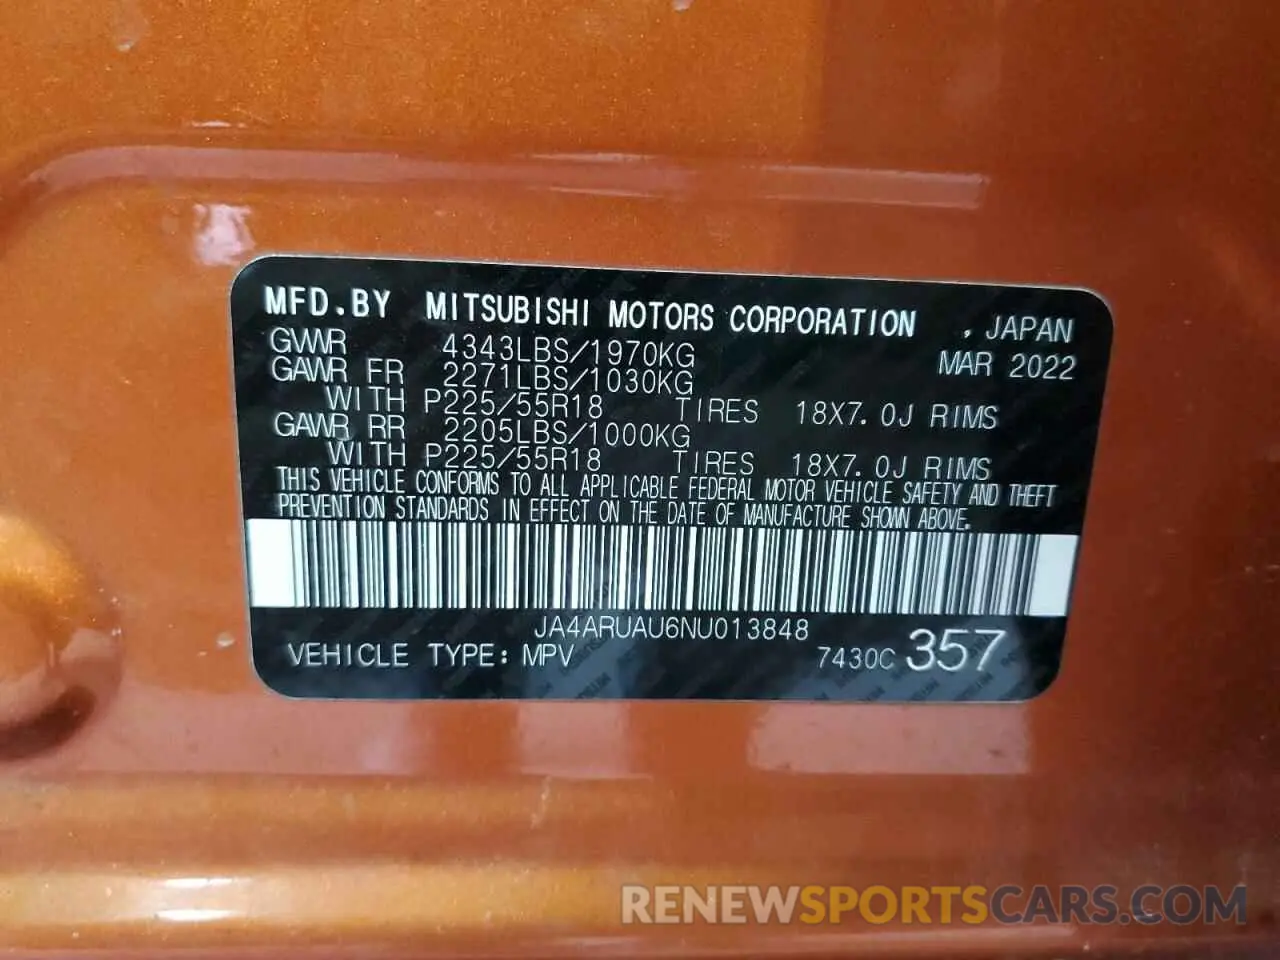 MFD.BY MITSUBISHI MOTORS CORPORATION , JAPAN
GVWR 4343LBS/1970KG MAR 2022
GAWR FR 2271LBS/1030KG
WITH P225/55R18 TIRES 18X7.0J RIMS
GAWR RR 2205LBS/1000KG
WITH P225/55R18 TIRES 18X7.0J RIMS
THIS VEHICLE CONFORMS TO ALL APPLICABLE FEDERAL MOTOR VEHICLE SAFETY AND THEFT
PREVENTION STANDARDS IN EFFECT ON THE DATE OF MANUFACTURE SHOWN ABOVE.
JA4ARUAU6NU013848
VEHICLE TYPE: MPV 7430C 357
RENEWSPORTSCARS.COM